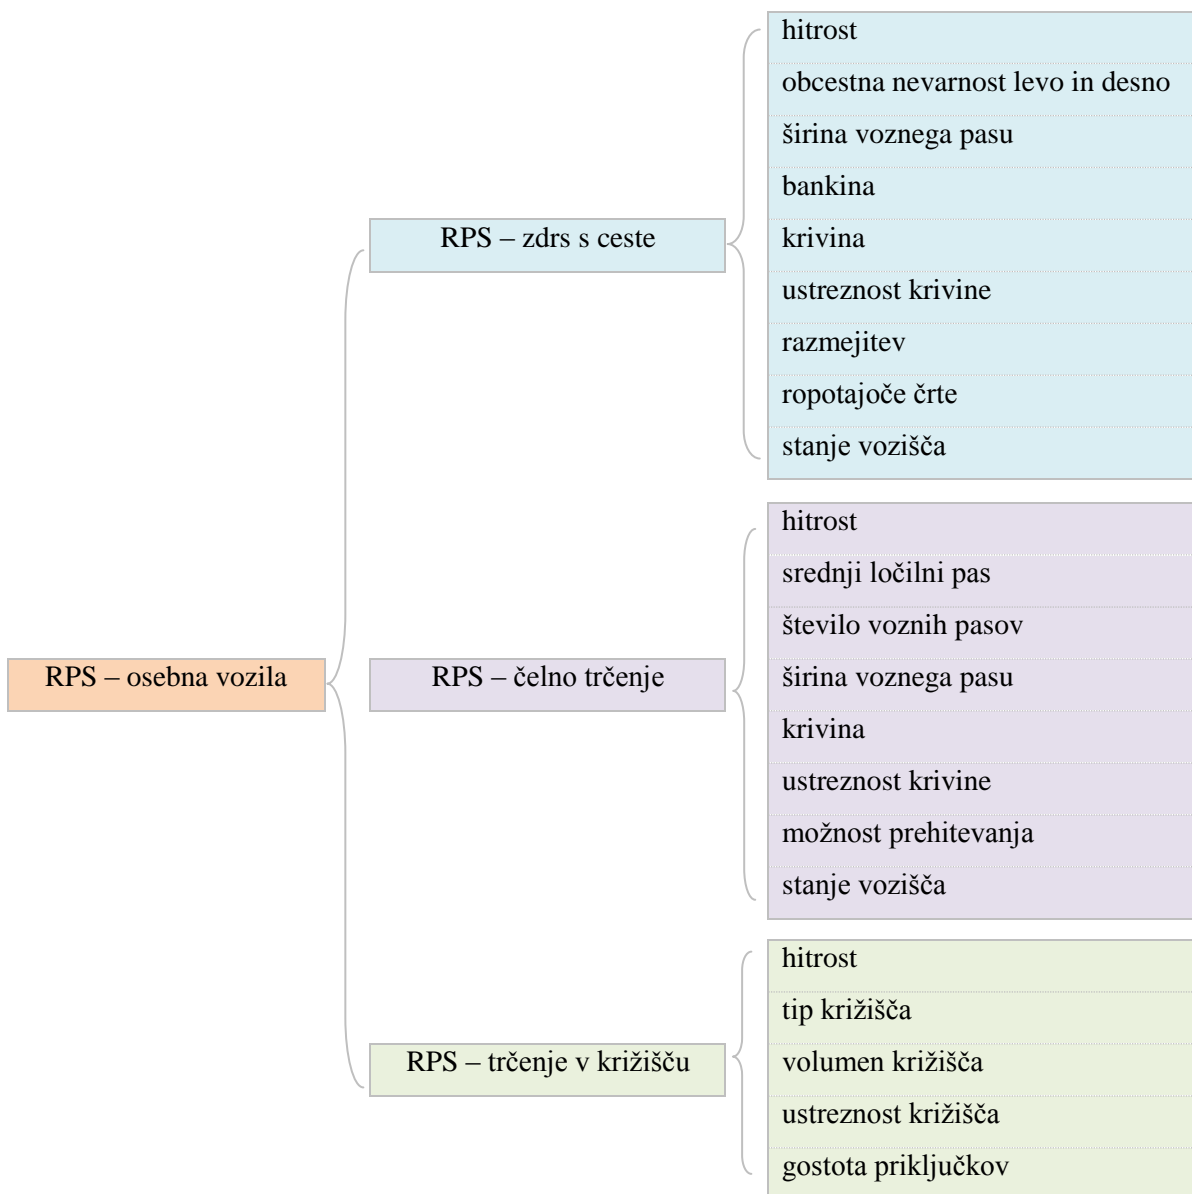 RPS – osebna vozila
RPS – zdrs s ceste
hitrost
obcestna nevarnost levo in desno
širina voznega pasu
bankina
krivina
ustreznost krivine
razmejitev
ropotajoče črte
stanje vozišča
RPS – čelno trčenje
hitrost
srednji ločilni pas
število voznih pasov
širina voznega pasu
krivina
ustreznost krivine
možnost prehitevanja
stanje vozišča
RPS – trčenje v križišču
hitrost
tip križišča
volumen križišča
ustreznost križišča
gostota priključkov